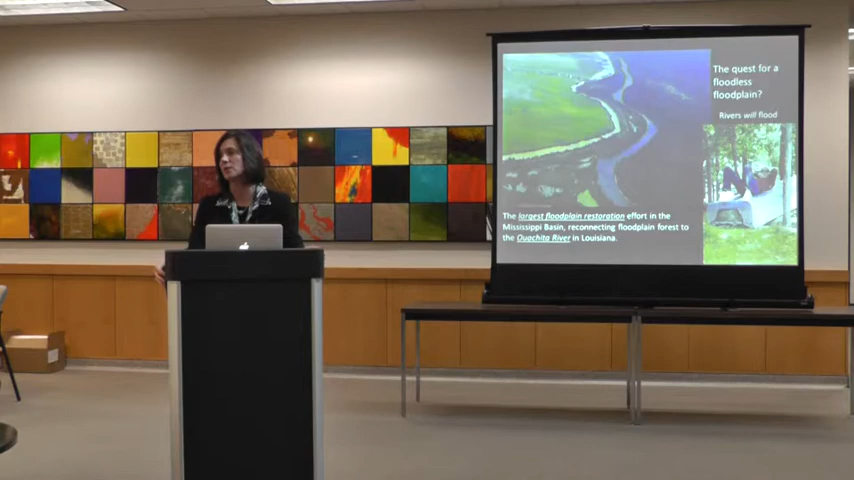 The quest for a
floodless
floodplain?
Rivers will flood
The largest floodplain restoration effort in the
Mississippi Basin, reconnecting floodplain forest to
the Ouachita River in Louisiana.